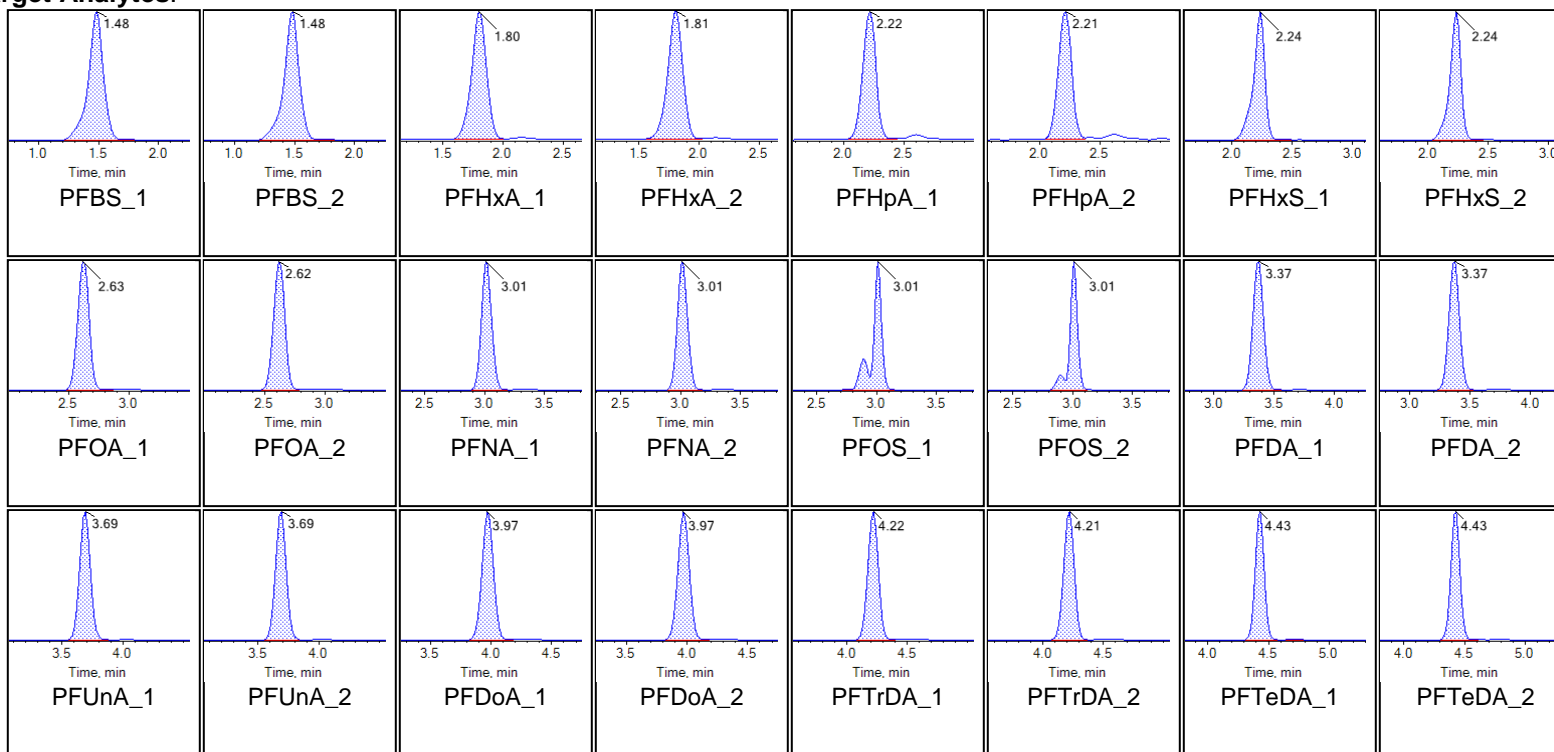 Target Analytes:
1.48 1.48 1.80 1.81 2.22 2.21 2.24 2.24
1.0 1.5 2.0 1.0 1.5 2.0 1.5 2.0 2.5 1.5 2.0 2.5 2.0 2.5 2.0 2.5 2.0 2.5 3.0 2.0 2.5 3.0
Time, min Time, min Time, min Time, min Time, min Time, min Time, min Time, min
PFBS_1 PFBS_2 PFHxA_1 PFHxA_2 PFHpA_1 PFHpA_2 PFHxS_1 PFHxS_2
2.63 2.62 3.01 3.01 3.01 3.01 3.37 3.37
2.5 3.0 2.5 3.0 2.5 3.0 3.5 2.5 3.0 3.5 2.5 3.0 3.5 2.5 3.0 3.5 3.0 3.5 4.0 3.0 3.5 4.0
Time, min Time, min Time, min Time, min Time, min Time, min Time, min Time, min
PFOA_1 PFOA_2 PFNA_1 PFNA_2 PFOS_1 PFOS_2 PFDA_1 PFDA_2
3.69 3.69 3.97 3.97 4.22 4.21 4.43 4.43
3.5 4.0 3.5 4.0 3.5 4.0 4.5 3.5 4.0 4.5 4.0 4.5 4.0 4.5 4.0 4.5 5.0 4.0 4.5 5.0
Time, min Time, min Time, min Time, min Time, min Time, min Time, min Time, min
PFUnA_1 PFUnA_2 PFDoA_1 PFDoA_2 PFTrDA_1 PFTrDA_2 PFTeDA_1 PFTeDA_2